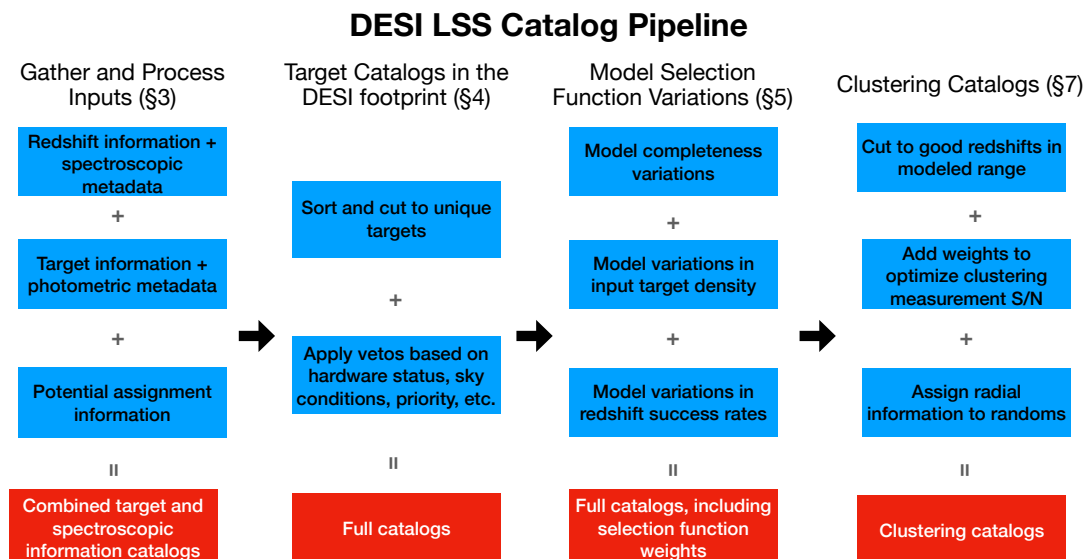 DESI LSS Catalog Pipeline
Gather and Process
Inputs (§3)
Redshift information +
spectroscopic
metadata
+
Target information +
photometric metadata
+
Potential assignment
information
=
Combined target and
spectroscopic
information catalogs
Target Catalogs in the
DESI footprint (§4)
Sort and cut to unique
targets
+
Apply vetos based on
hardware status, sky
conditions, priority, etc.
=
Full catalogs
Model Selection
Function Variations (§5)
Model completeness
variations
+
Model variations in
input target density
+
Model variations in
redshift success rates
=
Full catalogs, including
selection function
weights
Clustering Catalogs (§7)
Cut to good redshifts in
modeled range
+
Add weights to
optimize clustering
measurement S/N
+
Assign radial
information to randoms
=
Clustering catalogs